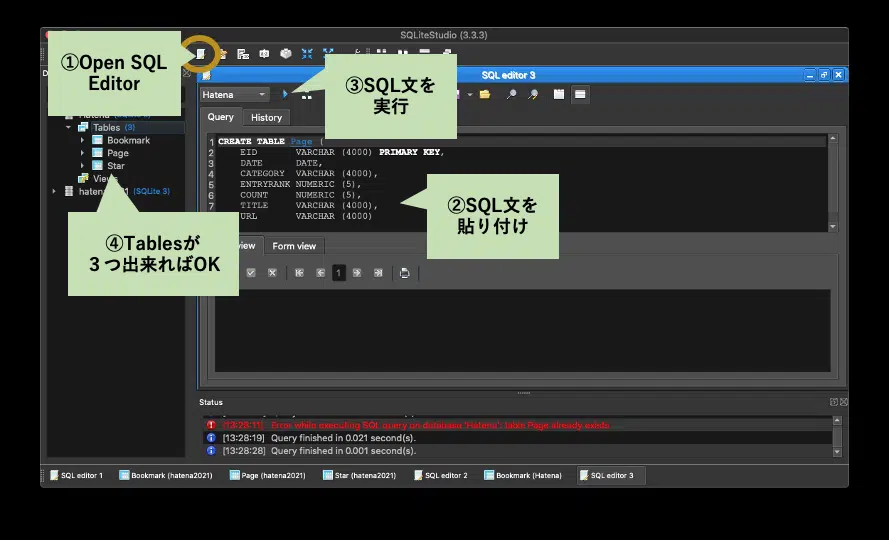 SQLiteStudio (3.3.3)
①Open SQL
Editor
SQL editor 3
Hatena
③SQL文を
実行
Query
History
Tables (3)
Bookmark
Page
Star
Views
(SQLite 3)
1 CREATE TABLE Page (
2 EID VARCHAR (4000) PRIMARY KEY,
3 DATE DATE,
4 CATEGORY VARCHAR (4000),
5 ENTRYRANK NUMERIC (5),
6 COUNT NUMERIC (5),
7 TITLE VARCHAR (4000),
URL VARCHAR (4000)
②SQL文を
貼り付け
④Tablesが
３つ出来ればOK
view
Form view
1
Status
[13:28:11] Error while executing SQL query on database 'Hatena': table Page already exists
[13:28:19] Query finished in 0.021 second(s).
[13:28:28] Query finished in 0.001 second(s).
SQL editor 1
Bookmark (hatena2021)
Page (hatena2021)
Star (hatena2021)
SQL editor 2
Bookmark (Hatena)
SQL editor 3